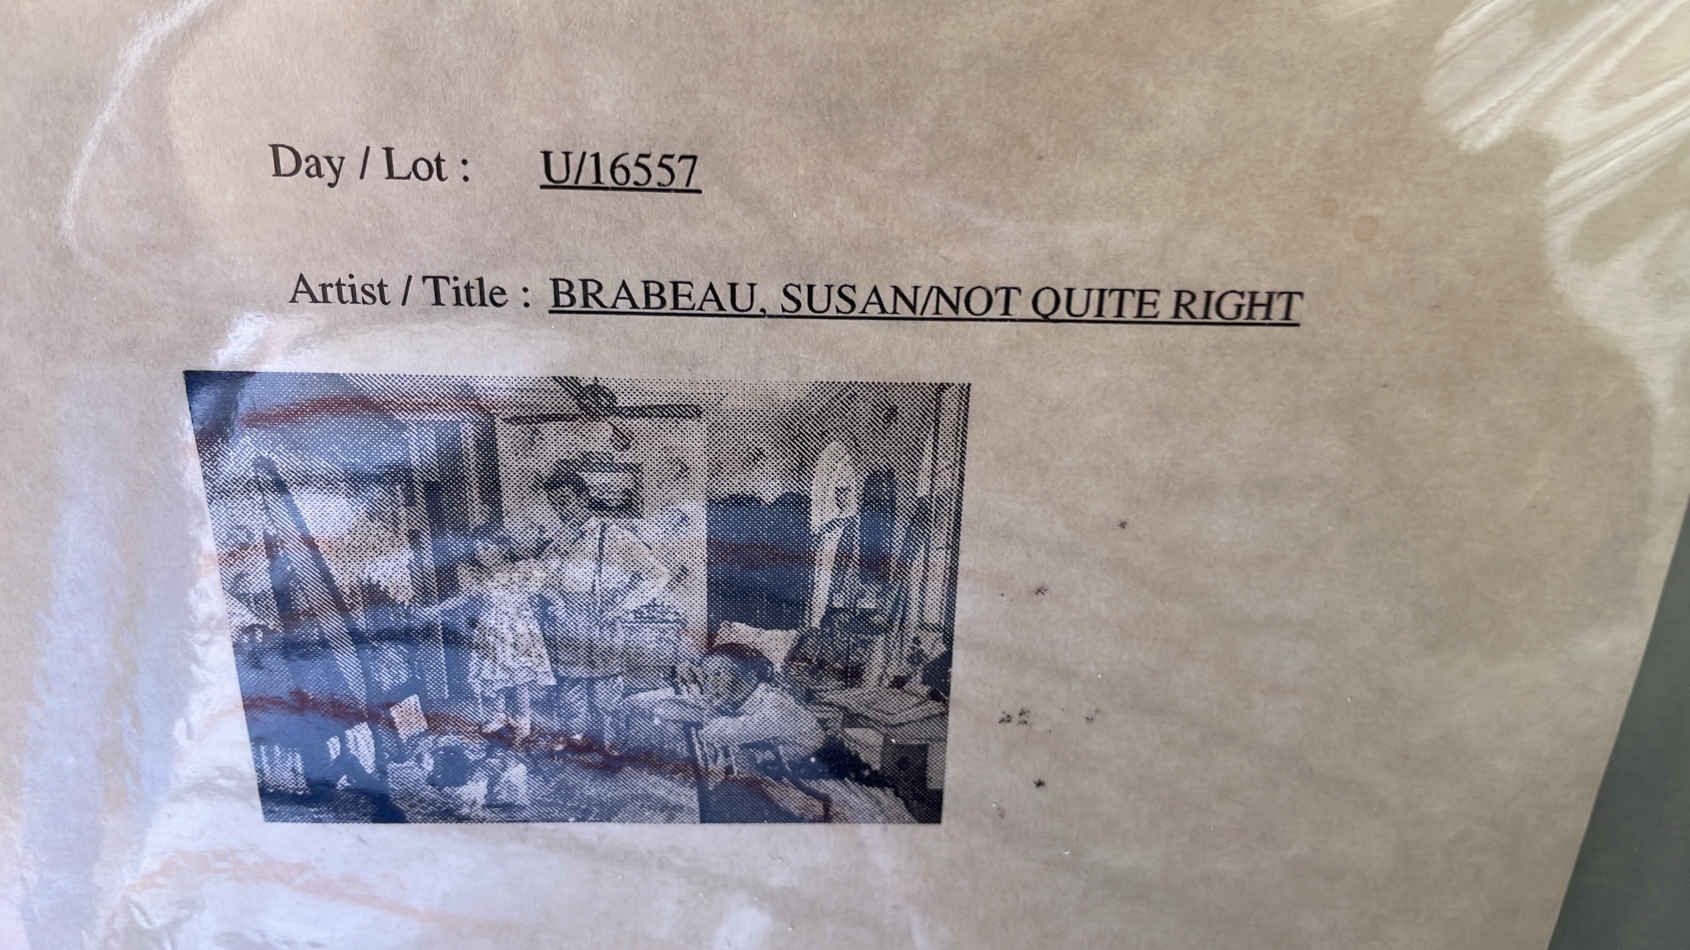 Day / Lot : U/16557
Artist / Title : BRABEAU, SUSAN/NOT QUITE RIGHT